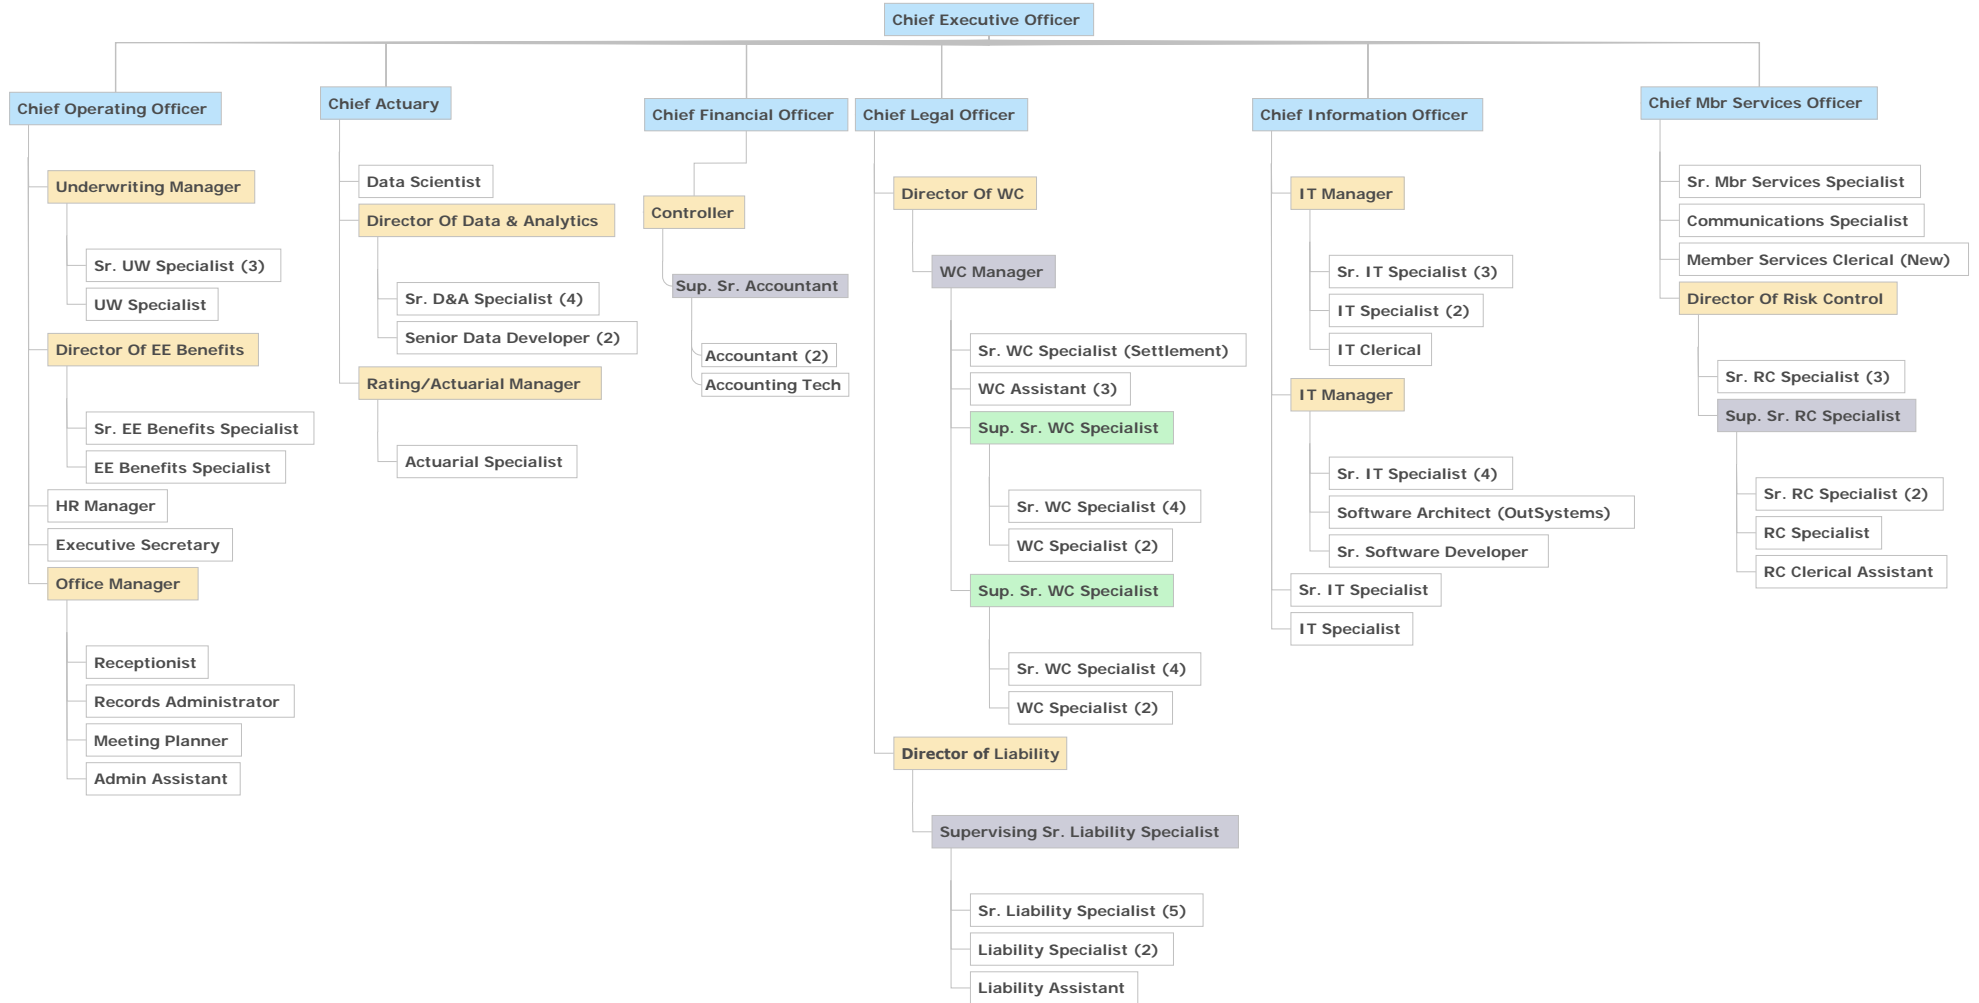 Chief Executive Officer
Chief Operating Officer
Underwriting Manager
Sr. UW Specialist (3)
UW Specialist
Director Of EE Benefits
Sr. EE Benefits Specialist
EE Benefits Specialist
HR Manager
Executive Secretary
Office Manager
Receptionist
Records Administrator
Meeting Planner
Admin Assistant
Chief Actuary
Data Scientist
Director Of Data & Analytics
Sr. D&A Specialist (4)
Senior Data Developer (2)
Rating/Actuarial Manager
Actuarial Specialist
Chief Financial Officer
Controller
Sup. Sr. Accountant
Accountant (2)
Accounting Tech
Chief Legal Officer
Director Of WC
WC Manager
Sr. WC Specialist (Settlement)
WC Assistant (3)
Sup. Sr. WC Specialist
Sr. WC Specialist (4)
WC Specialist (2)
Sup. Sr. WC Specialist
Sr. WC Specialist (4)
WC Specialist (2)
Director of Liability
Supervising Sr. Liability Specialist
Sr. Liability Specialist (5)
Liability Specialist (2)
Liability Assistant
Chief Information Officer
IT Manager
Sr. IT Specialist (3)
IT Specialist (2)
IT Clerical
IT Manager
Sr. IT Specialist (4)
Software Architect (OutSystems)
Sr. Software Developer
Sr. IT Specialist
IT Specialist
Chief Mbr Services Officer
Sr. Mbr Services Specialist
Communications Specialist
Member Services Clerical (New)
Director Of Risk Control
Sr. RC Specialist (3)
Sup. Sr. RC Specialist
Sr. RC Specialist (2)
RC Specialist
RC Clerical Assistant